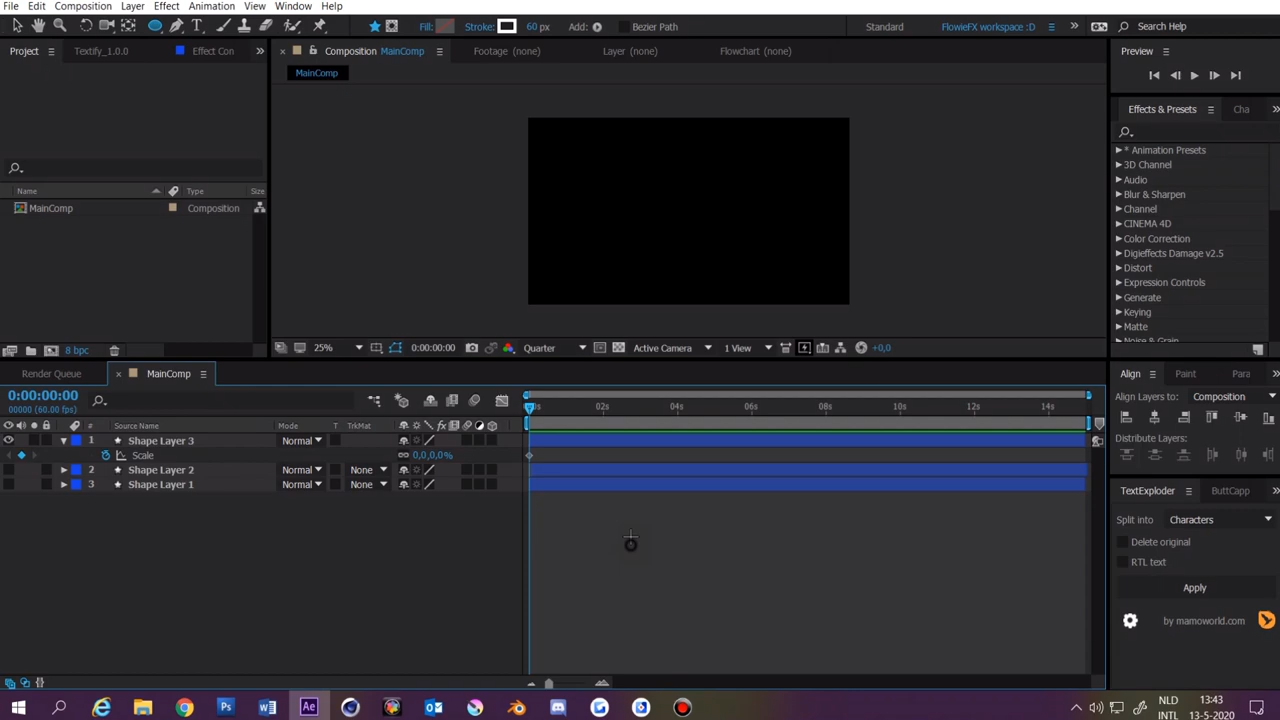 File Edit Composition Layer Effect Animation View Window Help
Fill: Stroke: 60 px Add: Bezier Path Standard FlowieFX workspace :D Search Help
Project Textify_1.0.0 Effect Con Composition MainComp Footage (none) Layer (none) Flowchart (none) Preview
MainComp
Effects & Presets Cha
* Animation Presets
3D Channel
Audio
Name Type Size Blur & Sharpen
MainComp Composition Channel
CINEMA 4D
Color Correction
Digieffects Damage v2.5
Distort
Expression Controls
Generate
Keying
Matte
Noise & Grain
8 bpc 25% 0:00:00:00 Quarter Active Camera 1 View +0,0
Render Queue MainComp Align Paint Para
0:00:00:00
00000 (60.00 fps)
Align Layers to: Composition
02s 04s 06s 08s 10s 12s 14s
# Source Name Mode T TrkMat
Distribute Layers:
1 Shape Layer 3 Normal
Scale 0,0,0,0%
2 Shape Layer 2 Normal None
3 Shape Layer 1 Normal None
TextExploder ButtCapp
Split into Characters
Delete original
RTL text
Apply
by mamoworld.com
NLD 13:43
INTL 13-5-2020